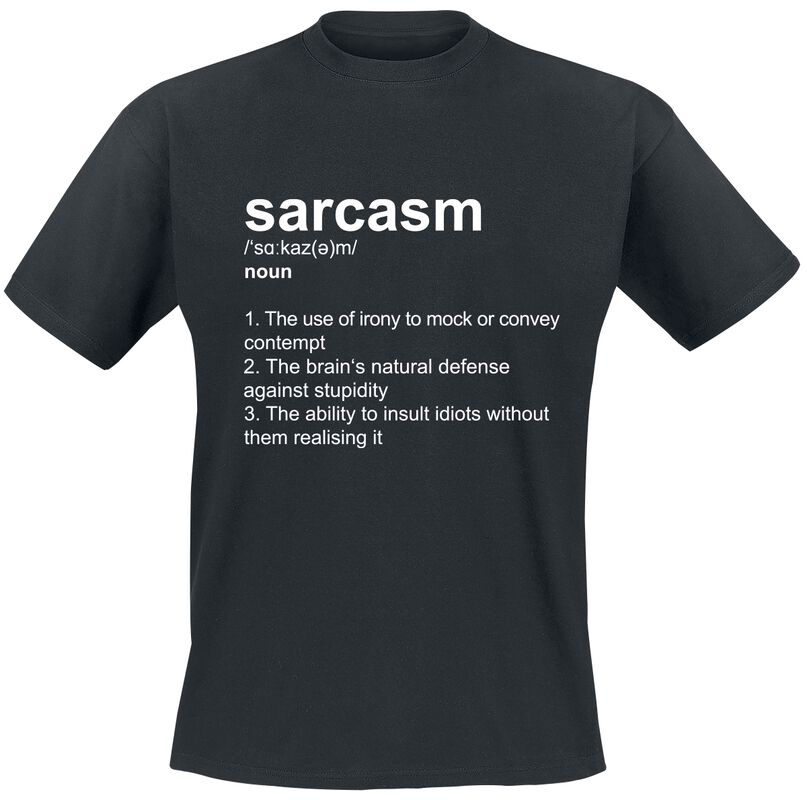 sarcasm
/‘sɑːkaz(ə)m/
noun
1. The use of irony to mock or convey
contempt
2. The brain‘s natural defense
against stupidity
3. The ability to insult idiots without
them realising it